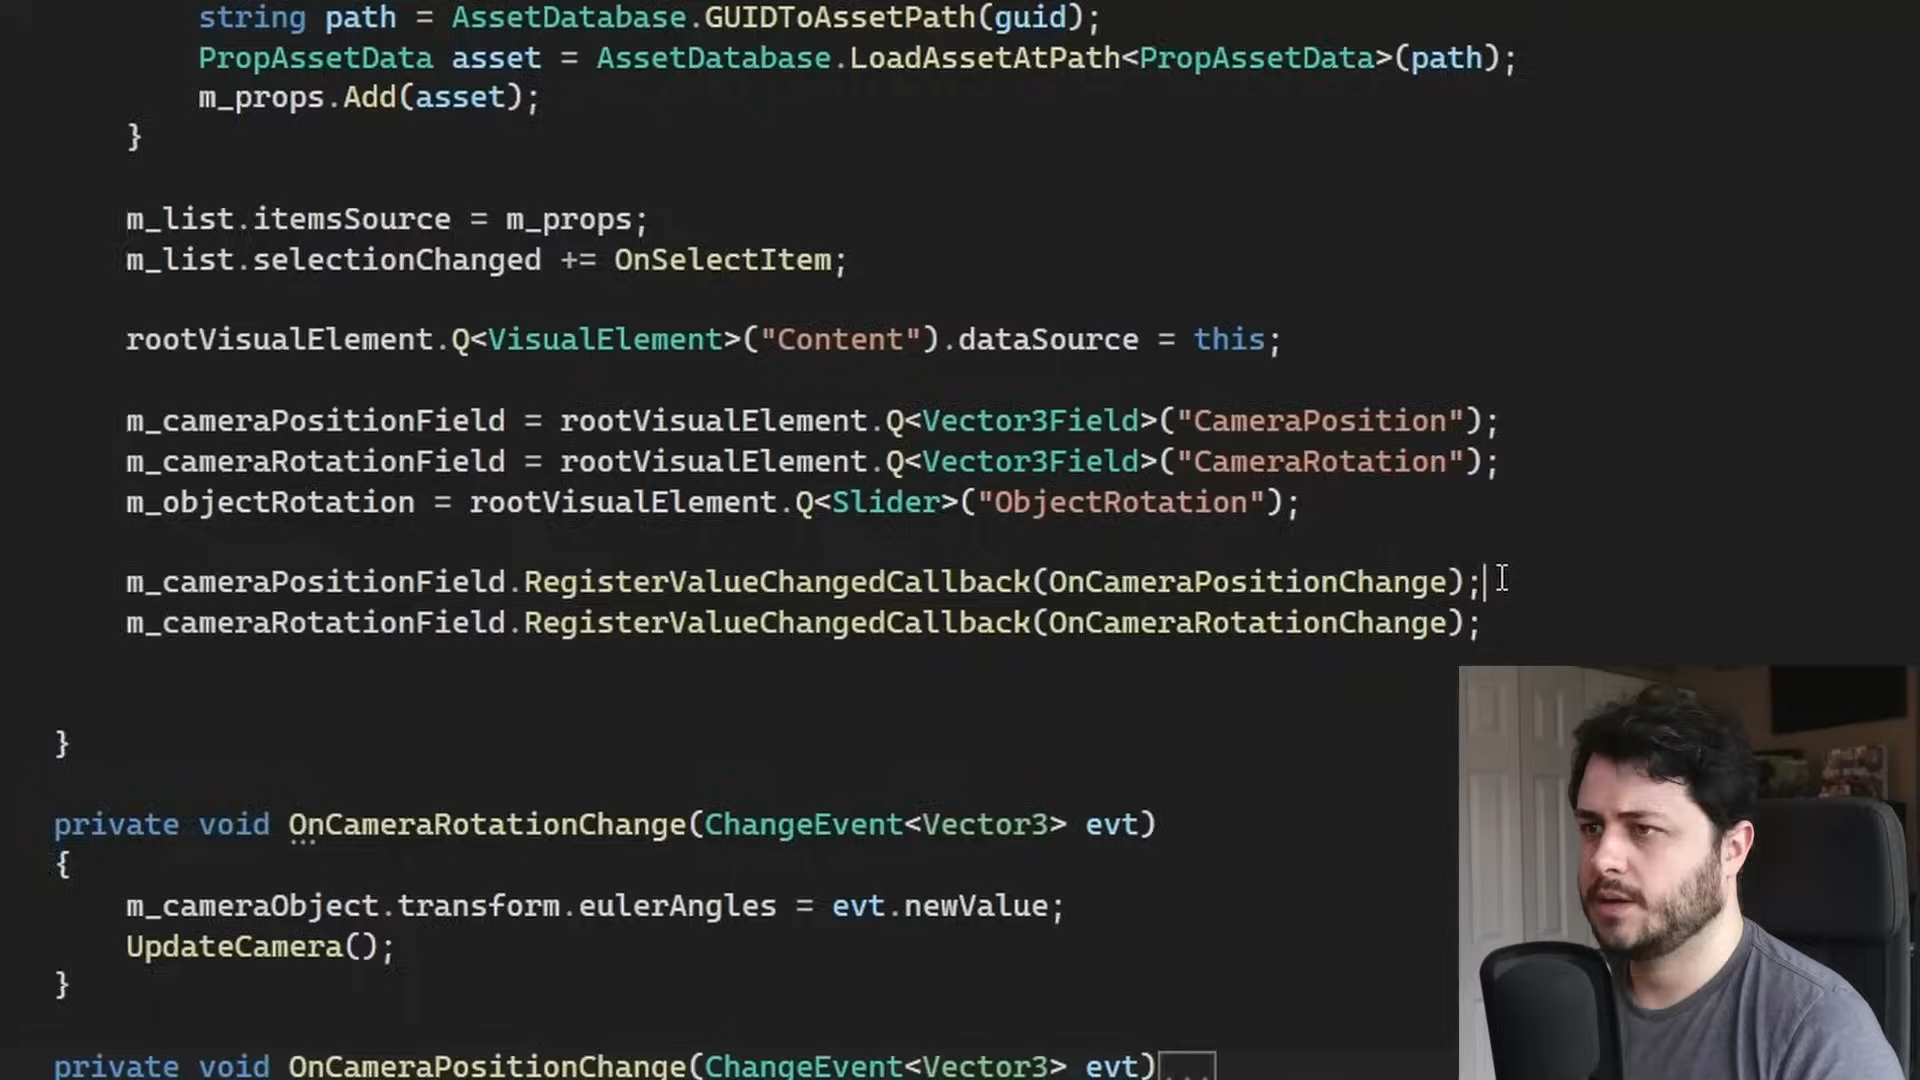 string path = AssetDatabase.GUIDToAssetPath(guid);
PropAssetData asset = AssetDatabase.LoadAssetAtPath<PropAssetData>(path);
m_props.Add(asset);
}
m_list.itemsSource = m_props;
m_list.selectionChanged += OnSelectItem;
rootVisualElement.Q<VisualElement>("Content").dataSource = this;
m_cameraPositionField = rootVisualElement.Q<Vector3Field>("CameraPosition");
m_cameraRotationField = rootVisualElement.Q<Vector3Field>("CameraRotation");
m_objectRotation = rootVisualElement.Q<Slider>("ObjectRotation");
m_cameraPositionField.RegisterValueChangedCallback(OnCameraPositionChange);
m_cameraRotationField.RegisterValueChangedCallback(OnCameraRotationChange);
}
private void OnCameraRotationChange(ChangeEvent<Vector3> evt)
{
m_cameraObject.transform.eulerAngles = evt.newValue;
UpdateCamera();
}
private void OnCameraPositionChange(ChangeEvent<Vector3> evt)...